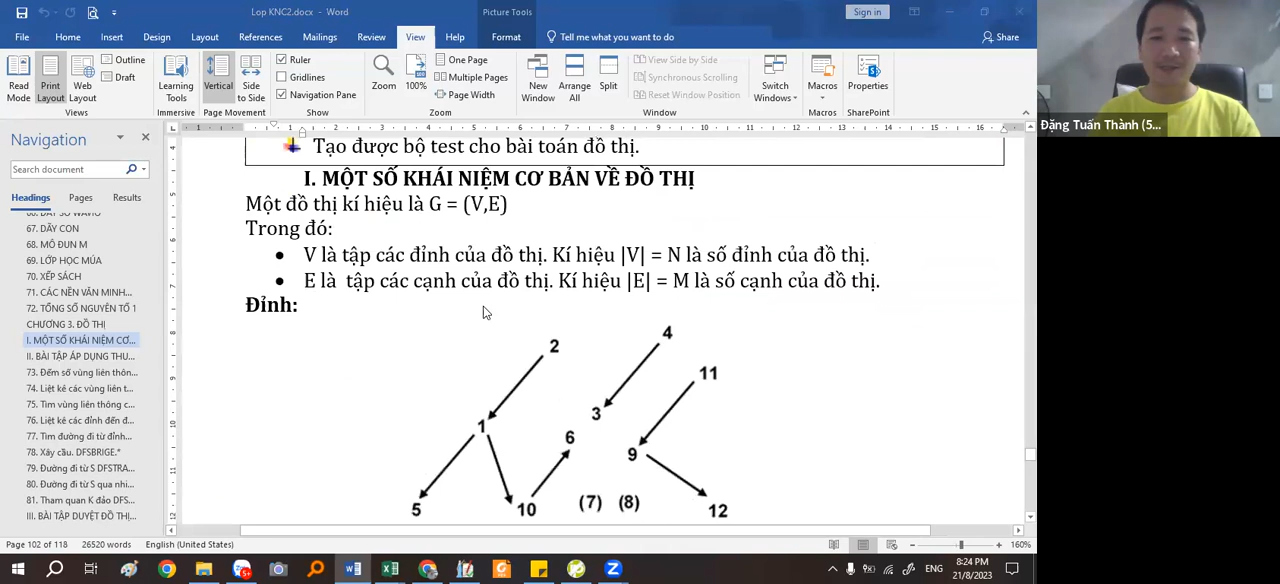 Lop KNC2.docx - Word
Picture Tools
Sign in
File Home Insert Design Layout References Mailings Review View Help Format Tell me what you want to do Share
Read Mode
Print Layout
Web Layout
Outline
Draft
Views
Learning Tools
Immersive
Vertical
Side to Side
Page Movement
Ruler
Gridlines
Navigation Pane
Show
Zoom
100%
One Page
Multiple Pages
Page Width
Zoom
New Window
Arrange All
Split
View Side by Side
Synchronous Scrolling
Reset Window Position
Window
Switch Windows
Macros
Macros
Properties
SharePoint
Đặng Tuấn Thành (5...
Navigation
Search document
Headings Pages Results
67. DÃY CON
68. MÔ ĐUN M
69. LỚP HỌC MÚA
70. XẾP SÁCH
71. CÁC NỀN VĂN MINH...
72. TỔNG SỐ NGUYÊN TỐ 1
CHƯƠNG 3. ĐỒ THỊ
I. MỘT SỐ KHÁI NIỆM CƠ...
II. BÀI TẬP ÁP DỤNG THU...
73. Đếm số vùng liên thôn...
74. Liệt kê các vùng liên t...
75. Tìm vùng liên thông c...
76. Liệt kê các đỉnh đến đ...
77. Tìm đường đi từ đỉnh...
78. Xây cầu. DFSBRIGE.*
79. Đường đi từ S DFSTRA...
80. Đường đi từ S qua nhi...
81. Tham quan K đảo DFS...
III. BÀI TẬP DUYỆT ĐỒ THỊ...
Tạo được bộ test cho bài toán đồ thị.
I. MỘT SỐ KHÁI NIỆM CƠ BẢN VỀ ĐỒ THỊ
Một đồ thị kí hiệu là G = (V,E)
Trong đó:
• V là tập các đỉnh của đồ thị. Kí hiệu |V| = N là số đỉnh của đồ thị.
• E là tập các cạnh của đồ thị. Kí hiệu |E| = M là số cạnh của đồ thị.
Đỉnh:
2
4
11
3
1
6
9
5
10
(7)
(8)
12
Page 102 of 118 26520 words English (United States) 160%
ENG
8:24 PM
21/8/2023